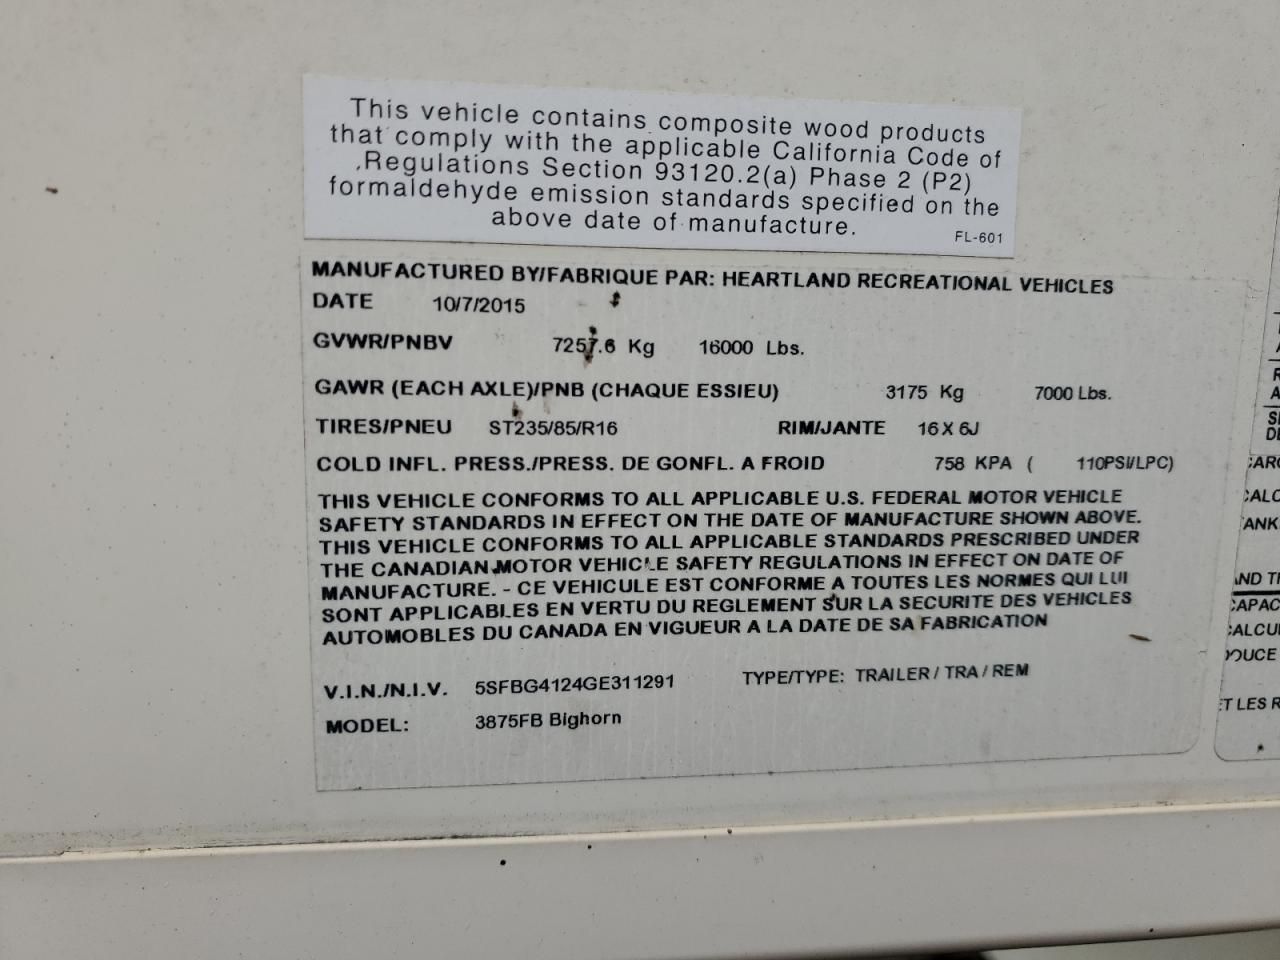 This vehicle contains composite wood products
that comply with the applicable California Code of
Regulations Section 93120.2(a) Phase 2 (P2)
formaldehyde emission standards specified on the
above date of manufacture.
FL-601
MANUFACTURED BY/FABRIQUE PAR: HEARTLAND RECREATIONAL VEHICLES
DATE 10/7/2015
GVWR/PNBV 7257.6 Kg 16000 Lbs.
GAWR (EACH AXLE)/PNB (CHAQUE ESSIEU) 3175 Kg 7000 Lbs.
TIRES/PNEU ST235/85/R16 RIM/JANTE 16 X 6J
COLD INFL. PRESS./PRESS. DE GONFL. A FROID 758 KPA ( 110PSI/LPC)
THIS VEHICLE CONFORMS TO ALL APPLICABLE U.S. FEDERAL MOTOR VEHICLE
SAFETY STANDARDS IN EFFECT ON THE DATE OF MANUFACTURE SHOWN ABOVE.
THIS VEHICLE CONFORMS TO ALL APPLICABLE STANDARDS PRESCRIBED UNDER
THE CANADIAN MOTOR VEHICLE SAFETY REGULATIONS IN EFFECT ON DATE OF
MANUFACTURE. - CE VEHICULE EST CONFORME A TOUTES LES NORMES QUI LUI
SONT APPLICABLES EN VERTU DU REGLEMENT SUR LA SECURITE DES VEHICLES
AUTOMOBLES DU CANADA EN VIGUEUR A LA DATE DE SA FABRICATION
V.I.N./N.I.V. 5SFBG4124GE311291 TYPE/TYPE: TRAILER / TRA / REM
MODEL: 3875FB Bighorn